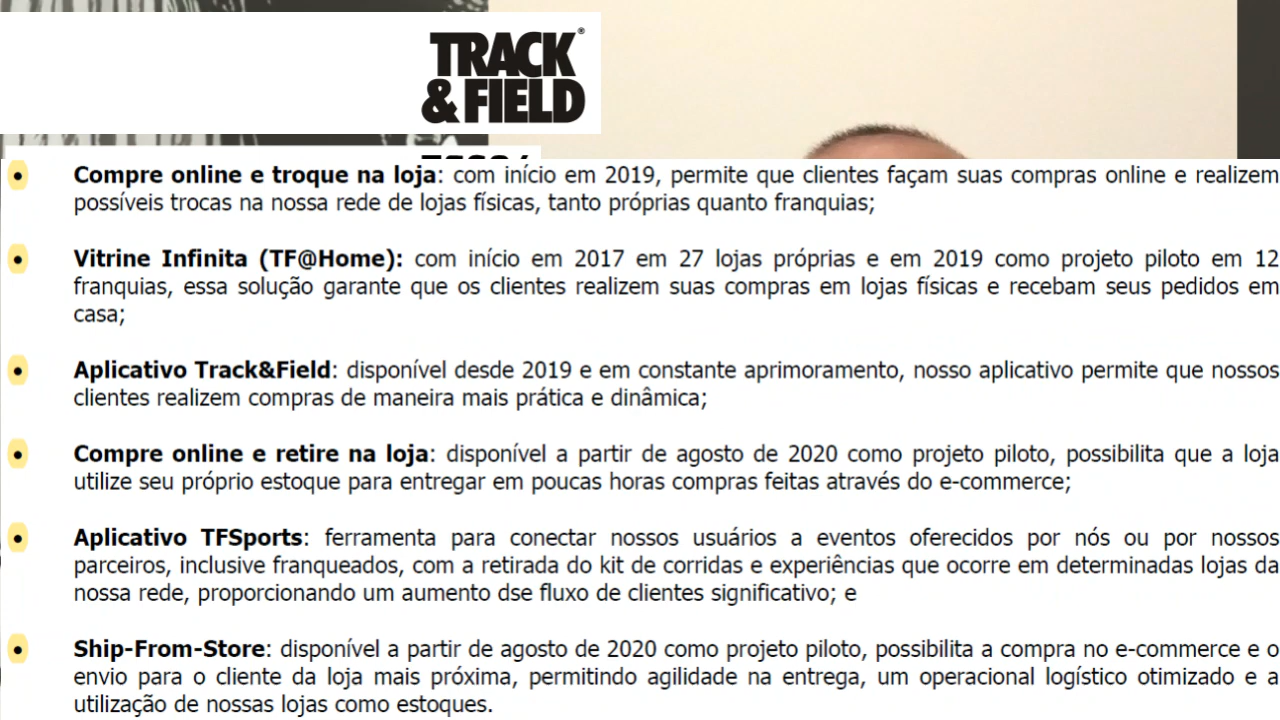 TRACK®
& FIELD
• Compre online e troque na loja: com início em 2019, permite que clientes façam suas compras online e realizem
possíveis trocas na nossa rede de lojas físicas, tanto próprias quanto franquias;
• Vitrine Infinita (TF@Home): com início em 2017 em 27 lojas próprias e em 2019 como projeto piloto em 12
franquias, essa solução garante que os clientes realizem suas compras em lojas físicas e recebam seus pedidos em
casa;
• Aplicativo Track&Field: disponível desde 2019 e em constante aprimoramento, nosso aplicativo permite que nossos
clientes realizem compras de maneira mais prática e dinâmica;
• Compre online e retire na loja: disponível a partir de agosto de 2020 como projeto piloto, possibilita que a loja
utilize seu próprio estoque para entregar em poucas horas compras feitas através do e-commerce;
• Aplicativo TFSports: ferramenta para conectar nossos usuários a eventos oferecidos por nós ou por nossos
parceiros, inclusive franqueados, com a retirada do kit de corridas e experiências que ocorre em determinadas lojas da
nossa rede, proporcionando um aumento dse fluxo de clientes significativo; e
• Ship-From-Store: disponível a partir de agosto de 2020 como projeto piloto, possibilita a compra no e-commerce e o
envio para o cliente da loja mais próxima, permitindo agilidade na entrega, um operacional logístico otimizado e a
utilização de nossas lojas como estoques.